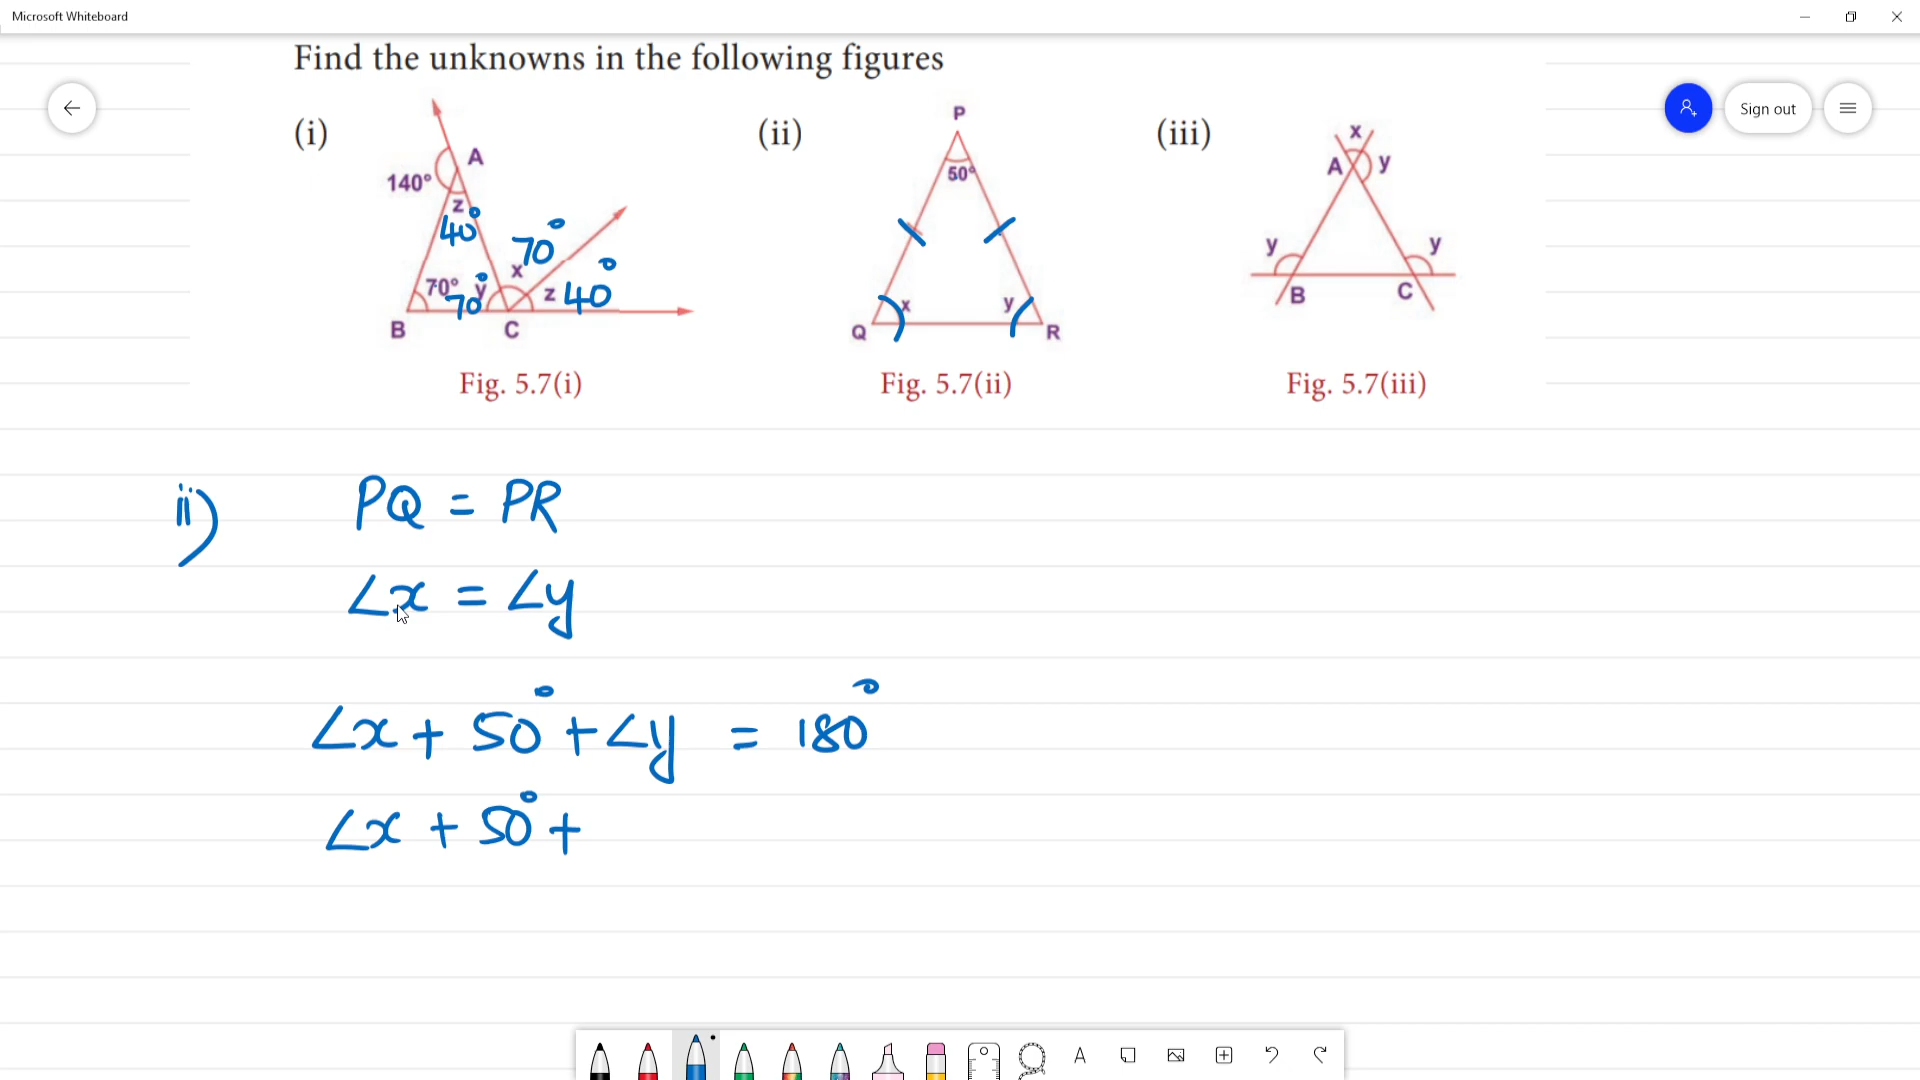 Microsoft Whiteboard
Find the unknowns in the following figures
Sign out
(i)
A
140°
z
40°
70°
x
70°
70°
y
z
40°
B
C
Fig. 5.7(i)
(ii)
P
50°
x
y
Q
R
Fig. 5.7(ii)
(iii)
x
A
y
y
y
B
C
Fig. 5.7(iii)
ii)
PQ = PR
∠x = ∠y
∠x + 50° + ∠y = 180°
∠x + 50° +
A